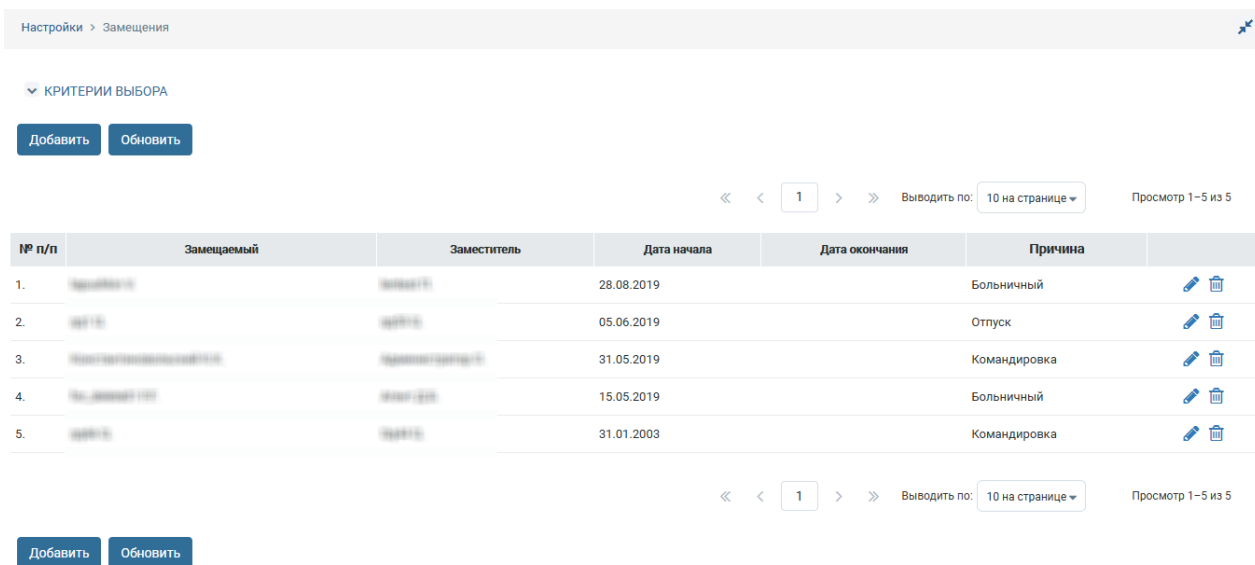 Настройки > Замещения
КРИТЕРИИ ВЫБОРА
Добавить Обновить
1 Выводить по: 10 на странице Просмотр 1–5 из 5
№ п/п Замещаемый Заместитель Дата начала Дата окончания Причина
1. 28.08.2019 Больничный
2. 05.06.2019 Отпуск
3. 31.05.2019 Командировка
4. 15.05.2019 Больничный
5. 31.01.2003 Командировка
1 Выводить по: 10 на странице Просмотр 1–5 из 5
Добавить Обновить